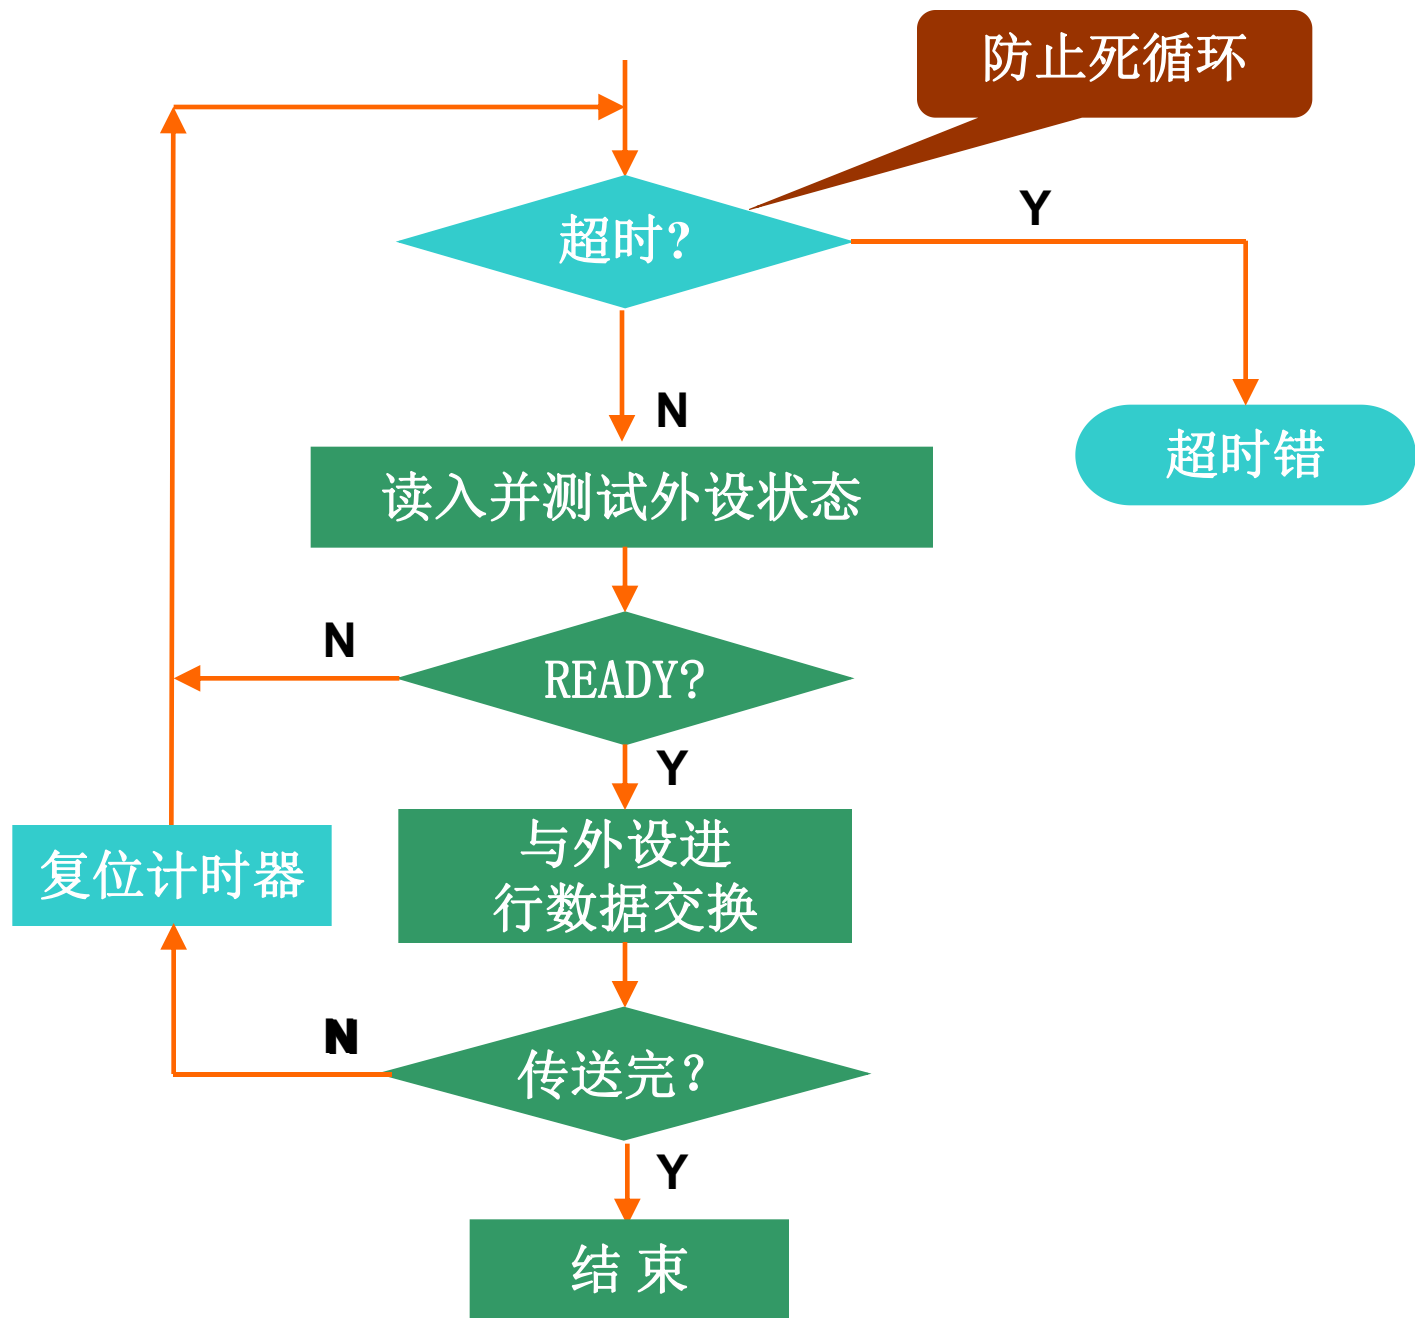 防止死循环
超时?
Y
N
超时错
读入并测试外设状态
N
READY?
Y
与外设进
行数据交换
复位计时器
N
传送完?
Y
结 束